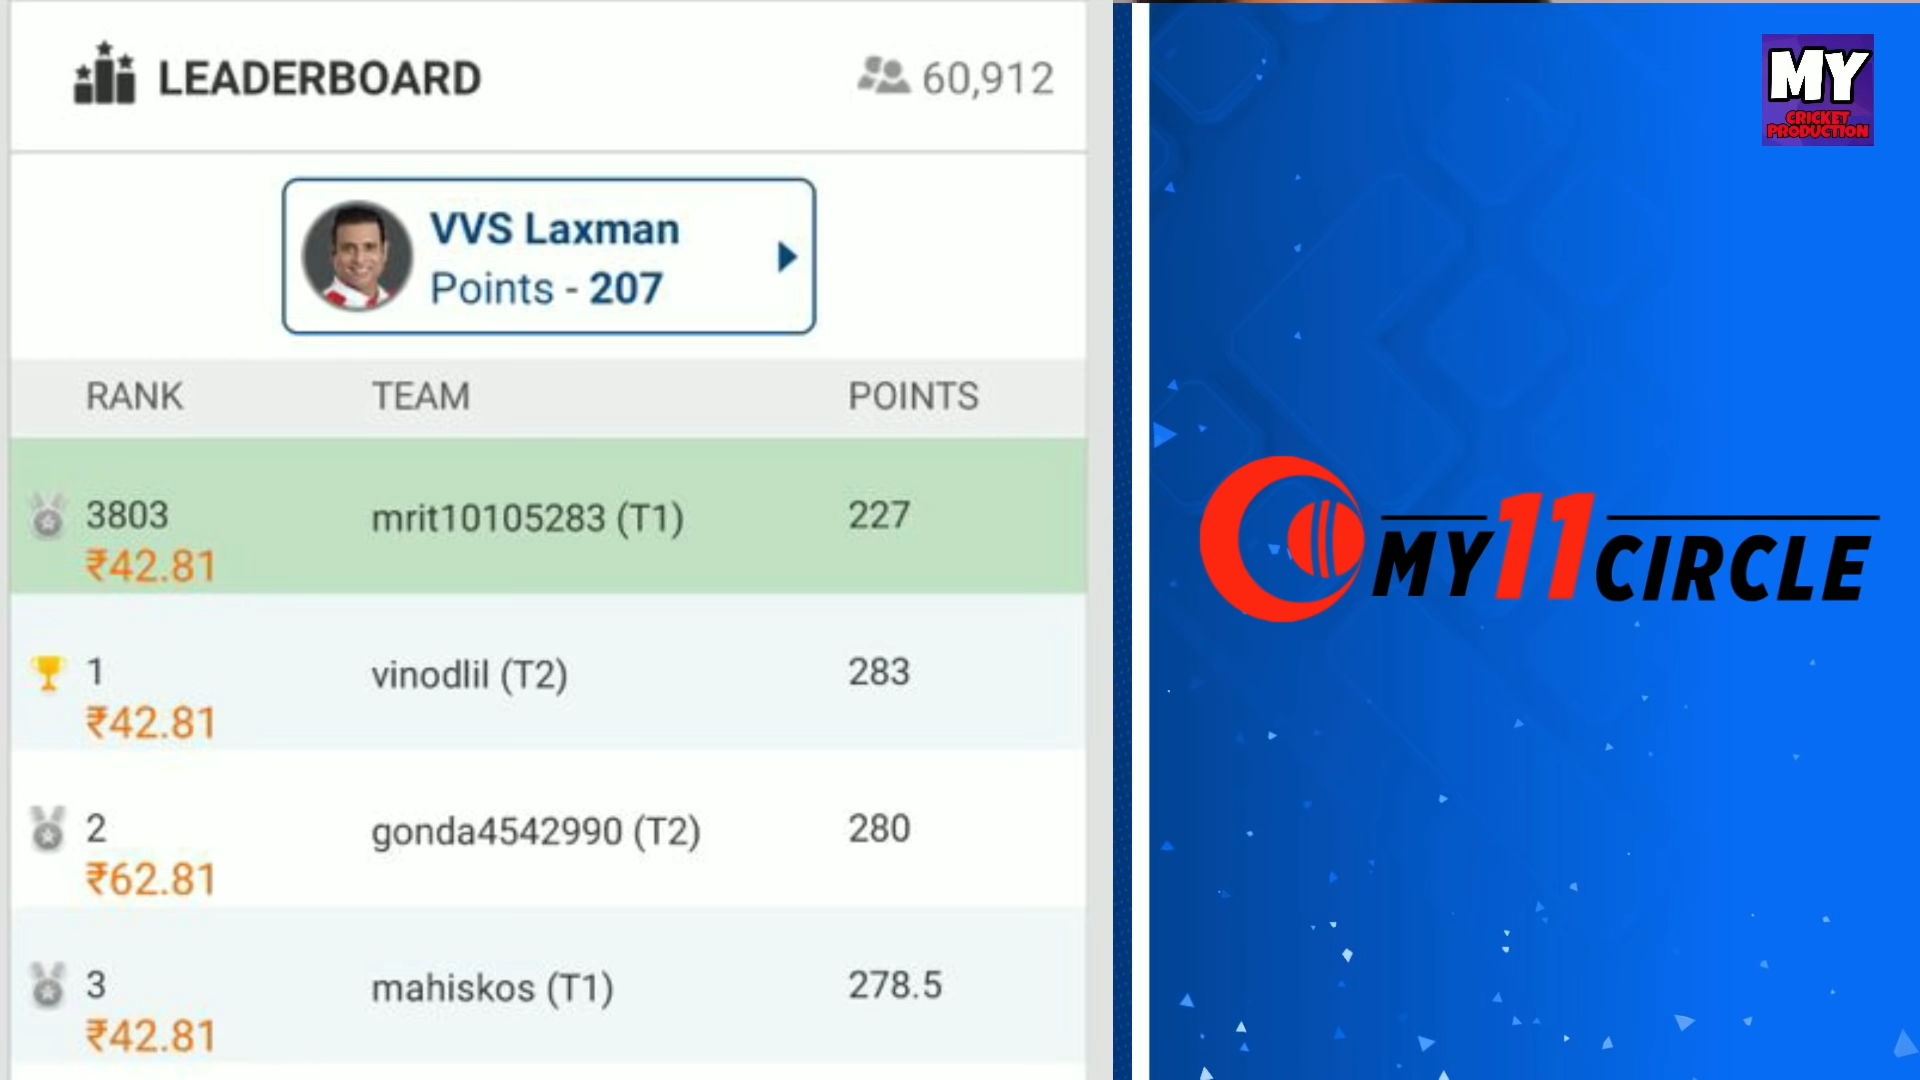 LEADERBOARD
60,912
VVS Laxman
Points - 207
RANK TEAM POINTS
3803 mrit10105283 (T1) 227
₹42.81
1 vinodlil (T2) 283
₹42.81
2 gonda4542990 (T2) 280
₹62.81
3 mahiskos (T1) 278.5
₹42.81
MY
CRICKET
PRODUCTION
MY11CIRCLE